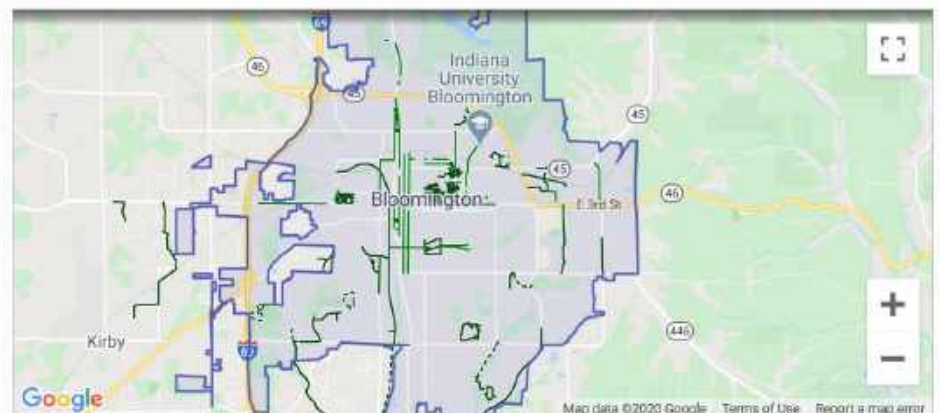 69
46
45
Indiana
University
Bloomington
45
45
46
Bloomington
E 3rd St
446
Kirby
Google
Map data ©2020 Google Terms of Use Report a map error